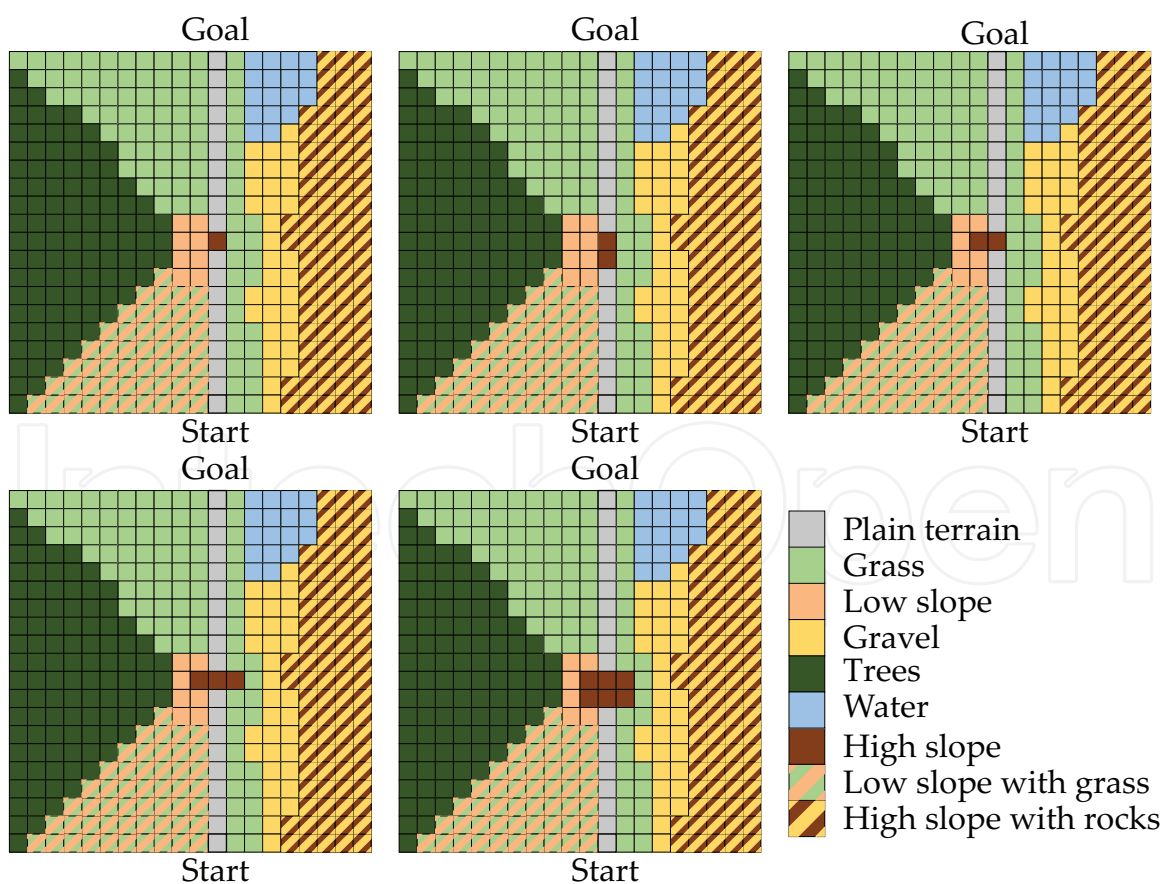 Goal
Goal
Goal
Start
Start
Start
Goal
Goal
Start
Start
Plain terrain
Grass
Low slope
Gravel
Trees
Water
High slope
Low slope with grass
High slope with rocks
IntechOpen